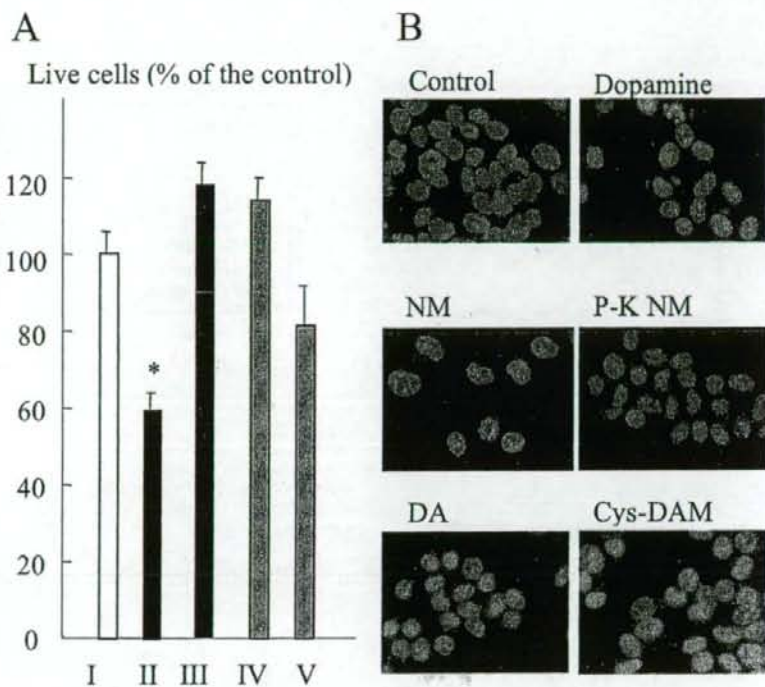 A
Live cells (% of the control)
120
100
80
60
40
20
0
*
I II III IV V
B
Control Dopamine
NM P-K NM
DA Cys-DAM